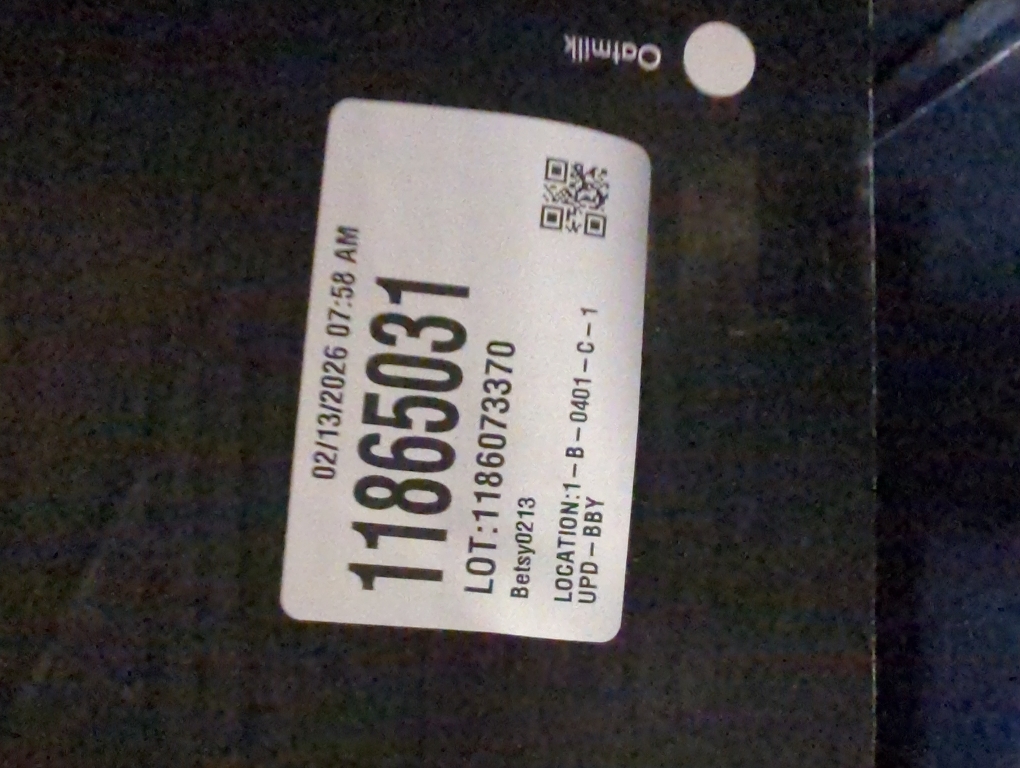 Oatmilk
02/13/2026 07:58 AM
11865031
LOT:1186073370
Betsy0213
LOCATION:1-B-0401-C-1
UPD-BBY